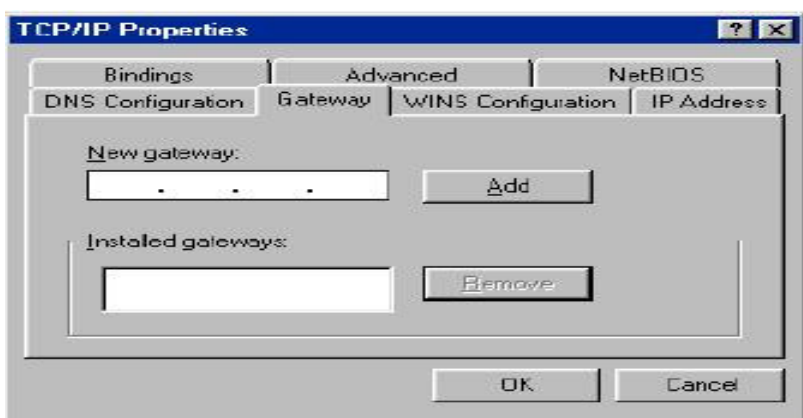 TCP/IP Properties
Bindings Advanced NetBIOS
DNS Configuration Gateway WINS Configuration IP Address
New gateway:
. . . Add
Installed gateways:
Remove
OK Cancel